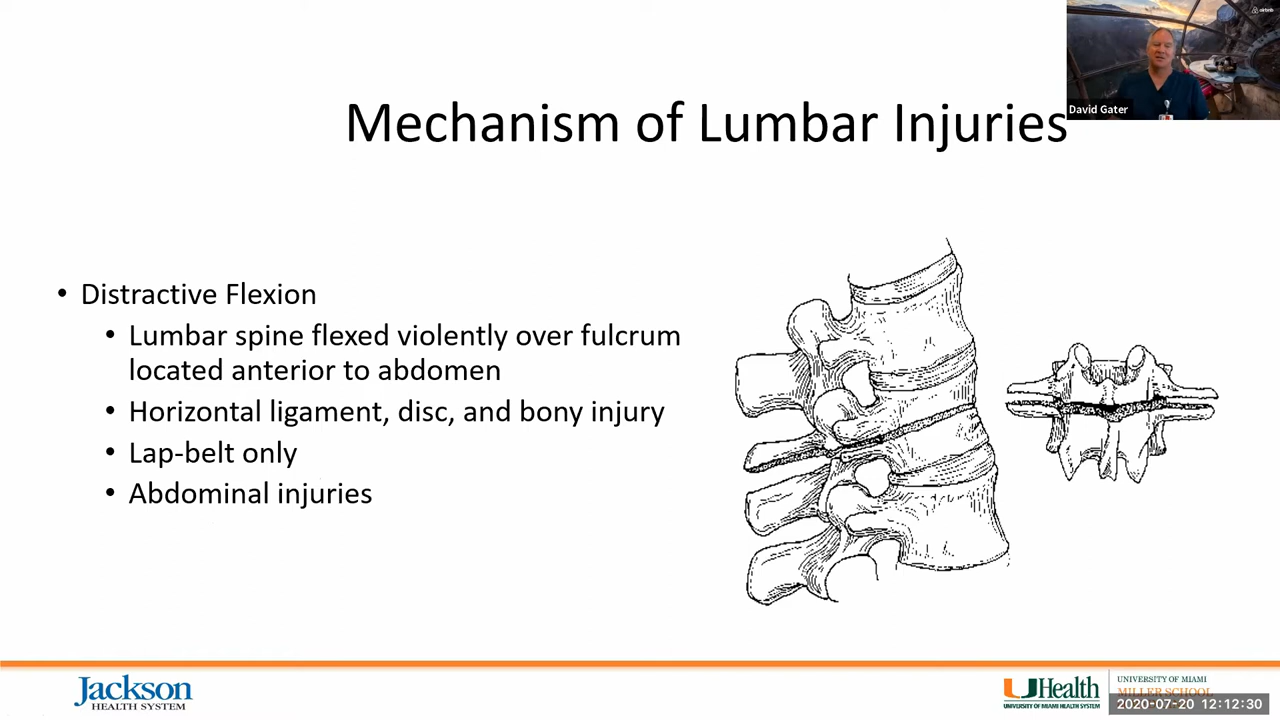 airbnb
David Gater
Mechanism of Lumbar Injuries
• Distractive Flexion
• Lumbar spine flexed violently over fulcrum
located anterior to abdomen
• Horizontal ligament, disc, and bony injury
• Lap-belt only
• Abdominal injuries
Jackson
HEALTH SYSTEM
UHealth
UNIVERSITY OF MIAMI HEALTH SYSTEM
UNIVERSITY OF MIAMI
MILLER SCHOOL
2020-07-20 12:12:30